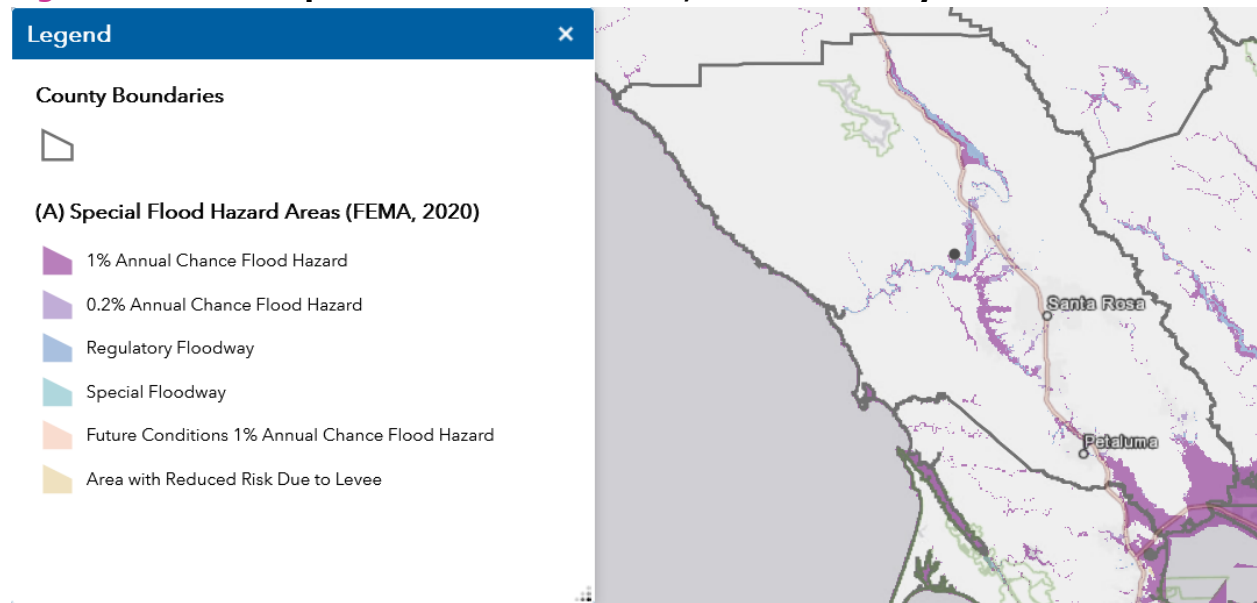 Legend
×
County Boundaries
(A) Special Flood Hazard Areas (FEMA, 2020)
1% Annual Chance Flood Hazard
0.2% Annual Chance Flood Hazard
Regulatory Floodway
Special Floodway
Future Conditions 1% Annual Chance Flood Hazard
Area with Reduced Risk Due to Levee
Santa Rosa
Petaluma